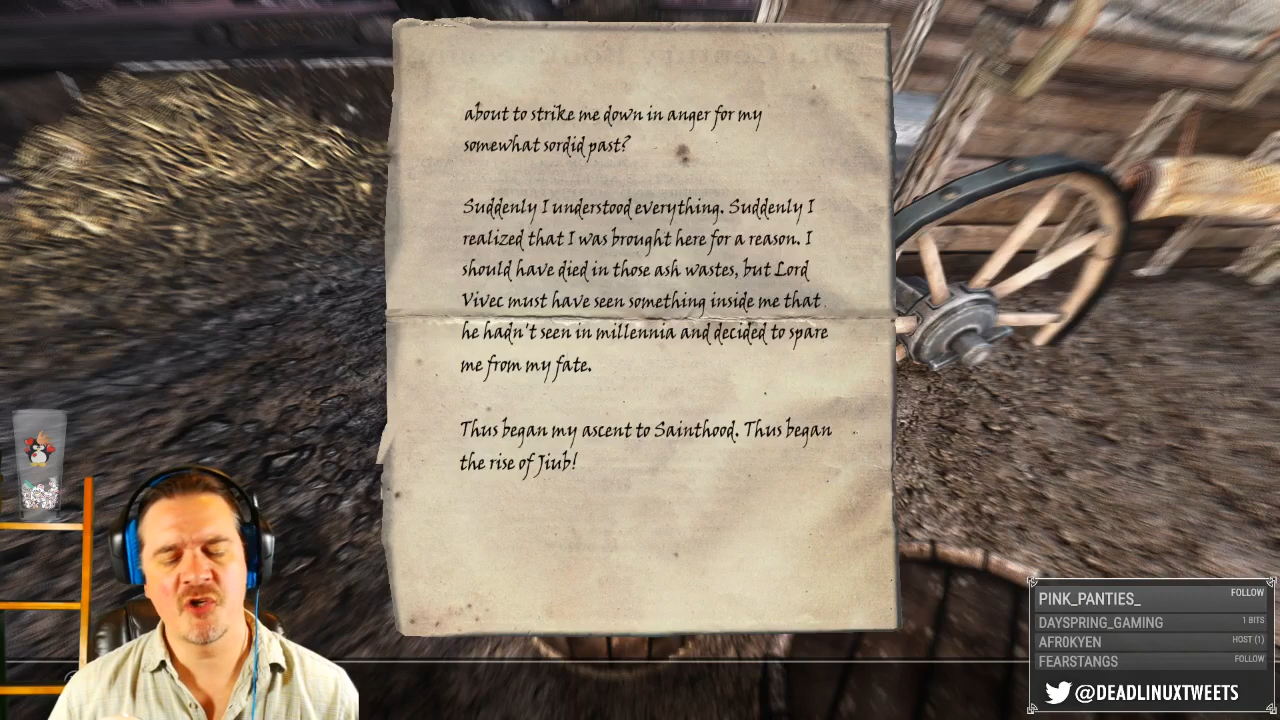 about to strike me down in anger for my
somewhat sordid past?
Suddenly I understood everything. Suddenly I
realized that I was brought here for a reason. I
should have died in those ash wastes, but Lord
Vivec must have seen something inside me that
he hadn't seen in millennia and decided to spare
me from my fate.
Thus began my ascent to Sainthood. Thus began
the rise of Jiub!
PINK_PANTIES_ FOLLOW
DAYSPRING_GAMING 1 BITS
AFR0KYEN HOST (1)
FEARSTANGS FOLLOW
@DEADLINUXTWEETS